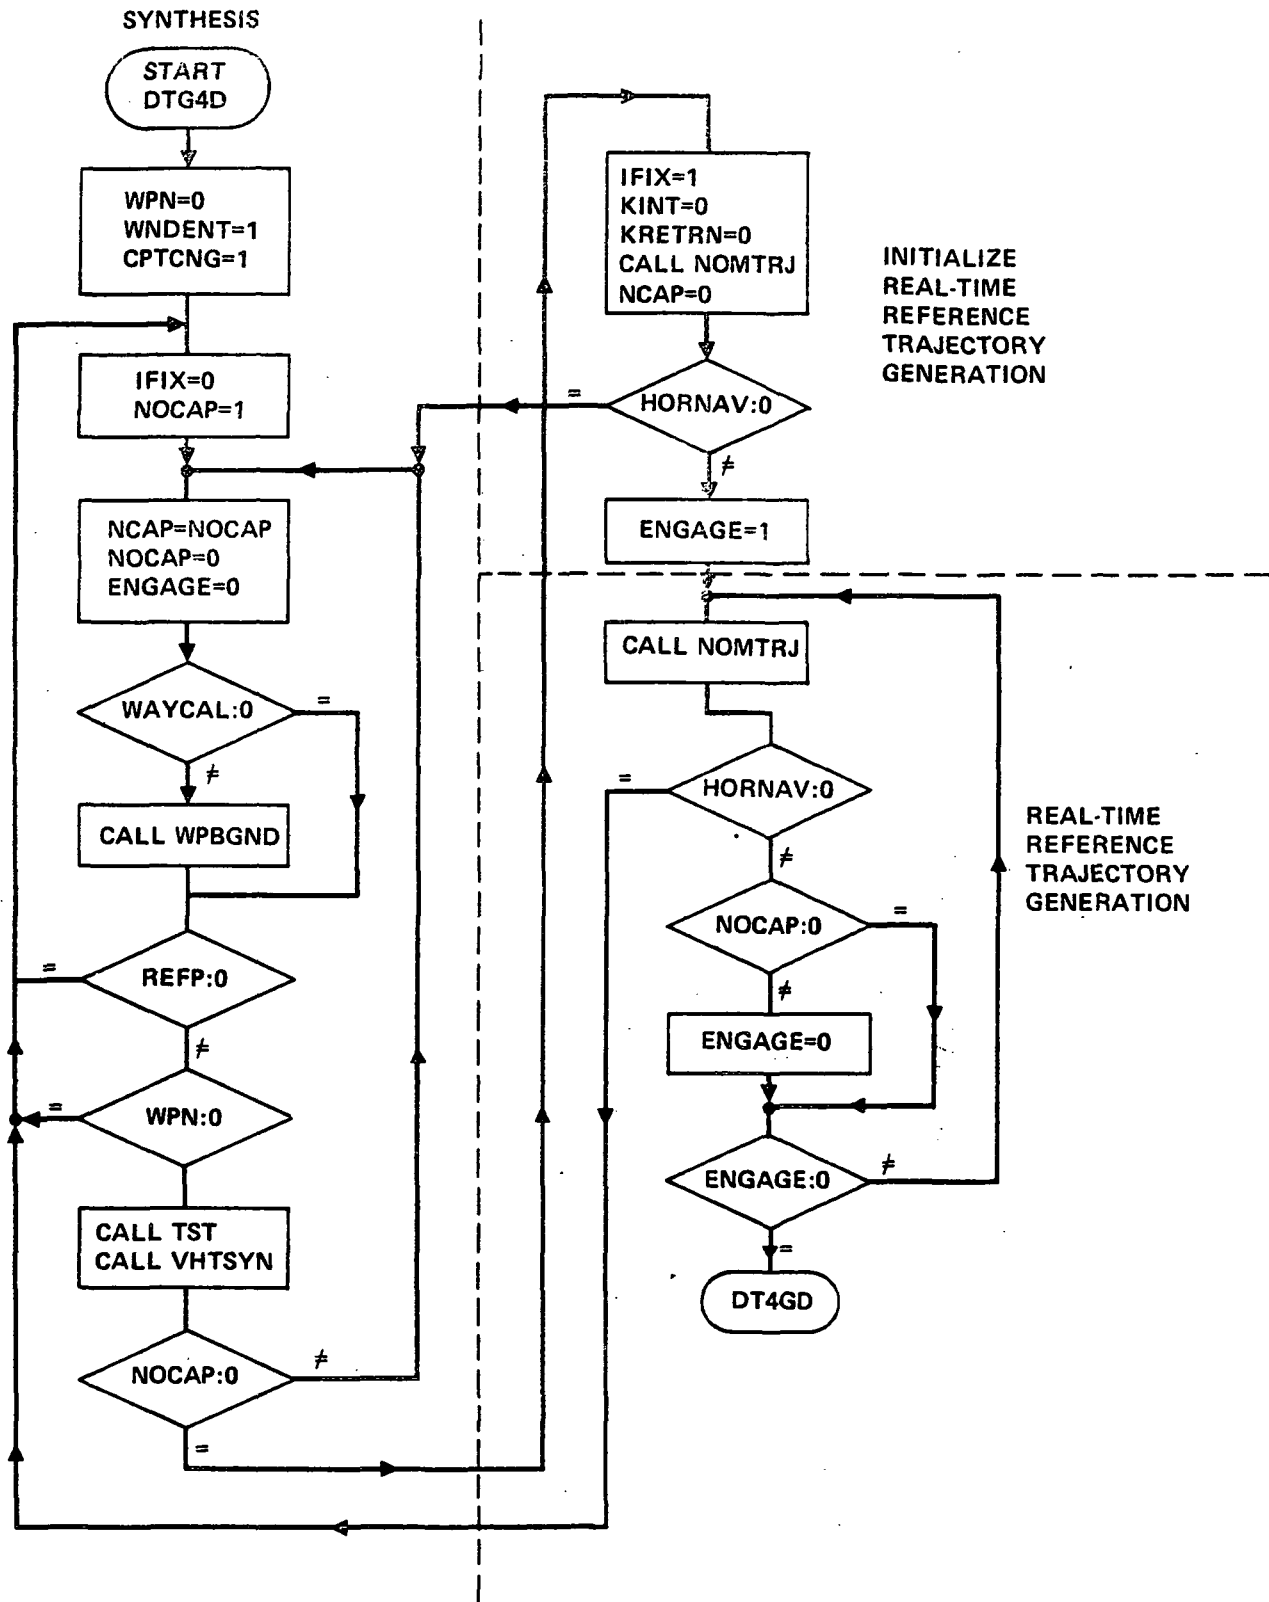 SYNTHESIS
START
DTG4D
WPN=0
WNDENT=1
CPTCNG=1
IFIX=0
NOCAP=1
NCAP=NOCAP
NOCAP=0
ENGAGE=0
WAYCAL:0
=
≠
CALL WPBGND
REFP:0
=
≠
WPN:0
=
CALL TST
CALL VHTSYN
NOCAP:0
≠
=
IFIX=1
KINT=0
KRETRN=0
CALL NOMTRJ
NCAP=0
HORNAV:0
=
≠
ENGAGE=1
INITIALIZE
REAL-TIME
REFERENCE
TRAJECTORY
GENERATION
CALL NOMTRJ
HORNAV:0
=
≠
NOCAP:0
=
≠
ENGAGE=0
ENGAGE:0
≠
=
DT4GD
REAL-TIME
REFERENCE
TRAJECTORY
GENERATION